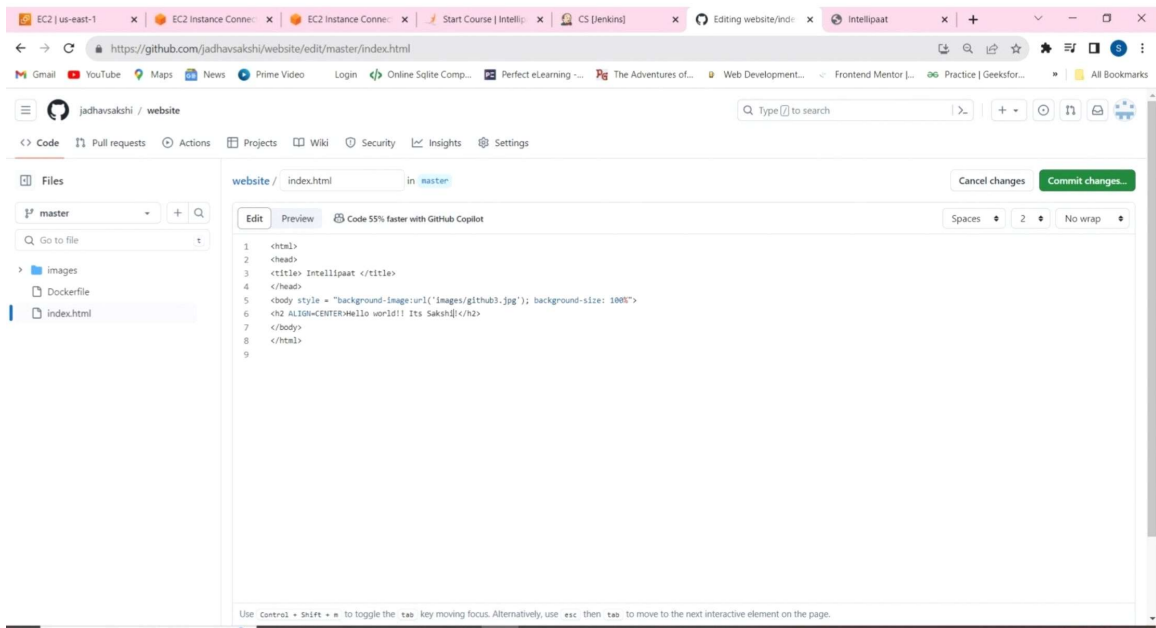 EC2 | us-east-1 EC2 Instance Connec EC2 Instance Connec Start Course | Intellip CS [Jenkins] Editing website/inde Intellipaat
https://github.com/jadhavsakshi/website/edit/master/index.html
Gmail YouTube Maps News Prime Video Login Online Sqlite Comp... Perfect eLearning -... The Adventures of... Web Development... Frontend Mentor |... Practice | Geeksfor... » All Bookmarks
jadhavsakshi / website Type / to search
<> Code Pull requests Actions Projects Wiki Security Insights Settings
Files website / index.html in master Cancel changes Commit changes...
master Edit Preview Code 55% faster with GitHub Copilot Spaces 2 No wrap
Go to file t
images
Dockerfile
index.html
1 <html>
2 <head>
3 <title> Intellipaat </title>
4 </head>
5 <body style = "background-image:url('images/github3.jpg'); background-size: 100%">
6 <h2 ALIGN=CENTER>Hello world!! Its Sakshi!</h2>
7 </body>
8 </html>
9
Use Control + Shift + m to toggle the tab key moving focus. Alternatively, use esc then tab to move to the next interactive element on the page.